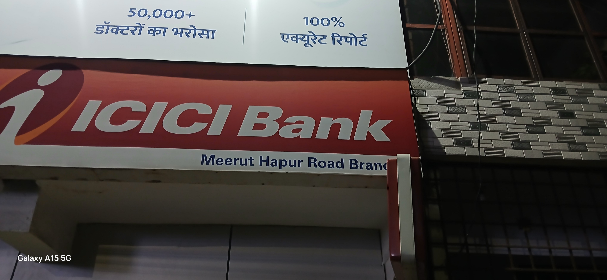 50,000+
डॉक्टरों का भरोसा
100%
एक्यूरेट रिपोर्ट
ICICI Bank
Meerut Hapur Road Branc
Galaxy A15 5G